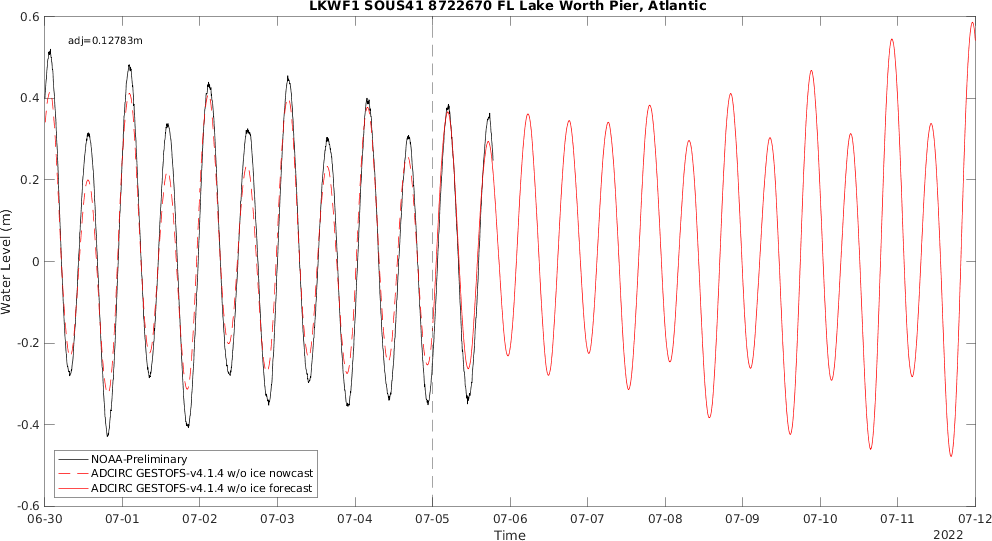 LKWF1 SOUS41 8722670 FL Lake Worth Pier, Atlantic
adj=0.12783m
Water Level (m)
0.6
0.4
0.2
0
-0.2
-0.4
-0.6
NOAA-Preliminary
ADCIRC GESTOFS-v4.1.4 w/o ice nowcast
ADCIRC GESTOFS-v4.1.4 w/o ice forecast
06-30 07-01 07-02 07-03 07-04 07-05 07-06 07-07 07-08 07-09 07-10 07-11 07-12
Time
2022